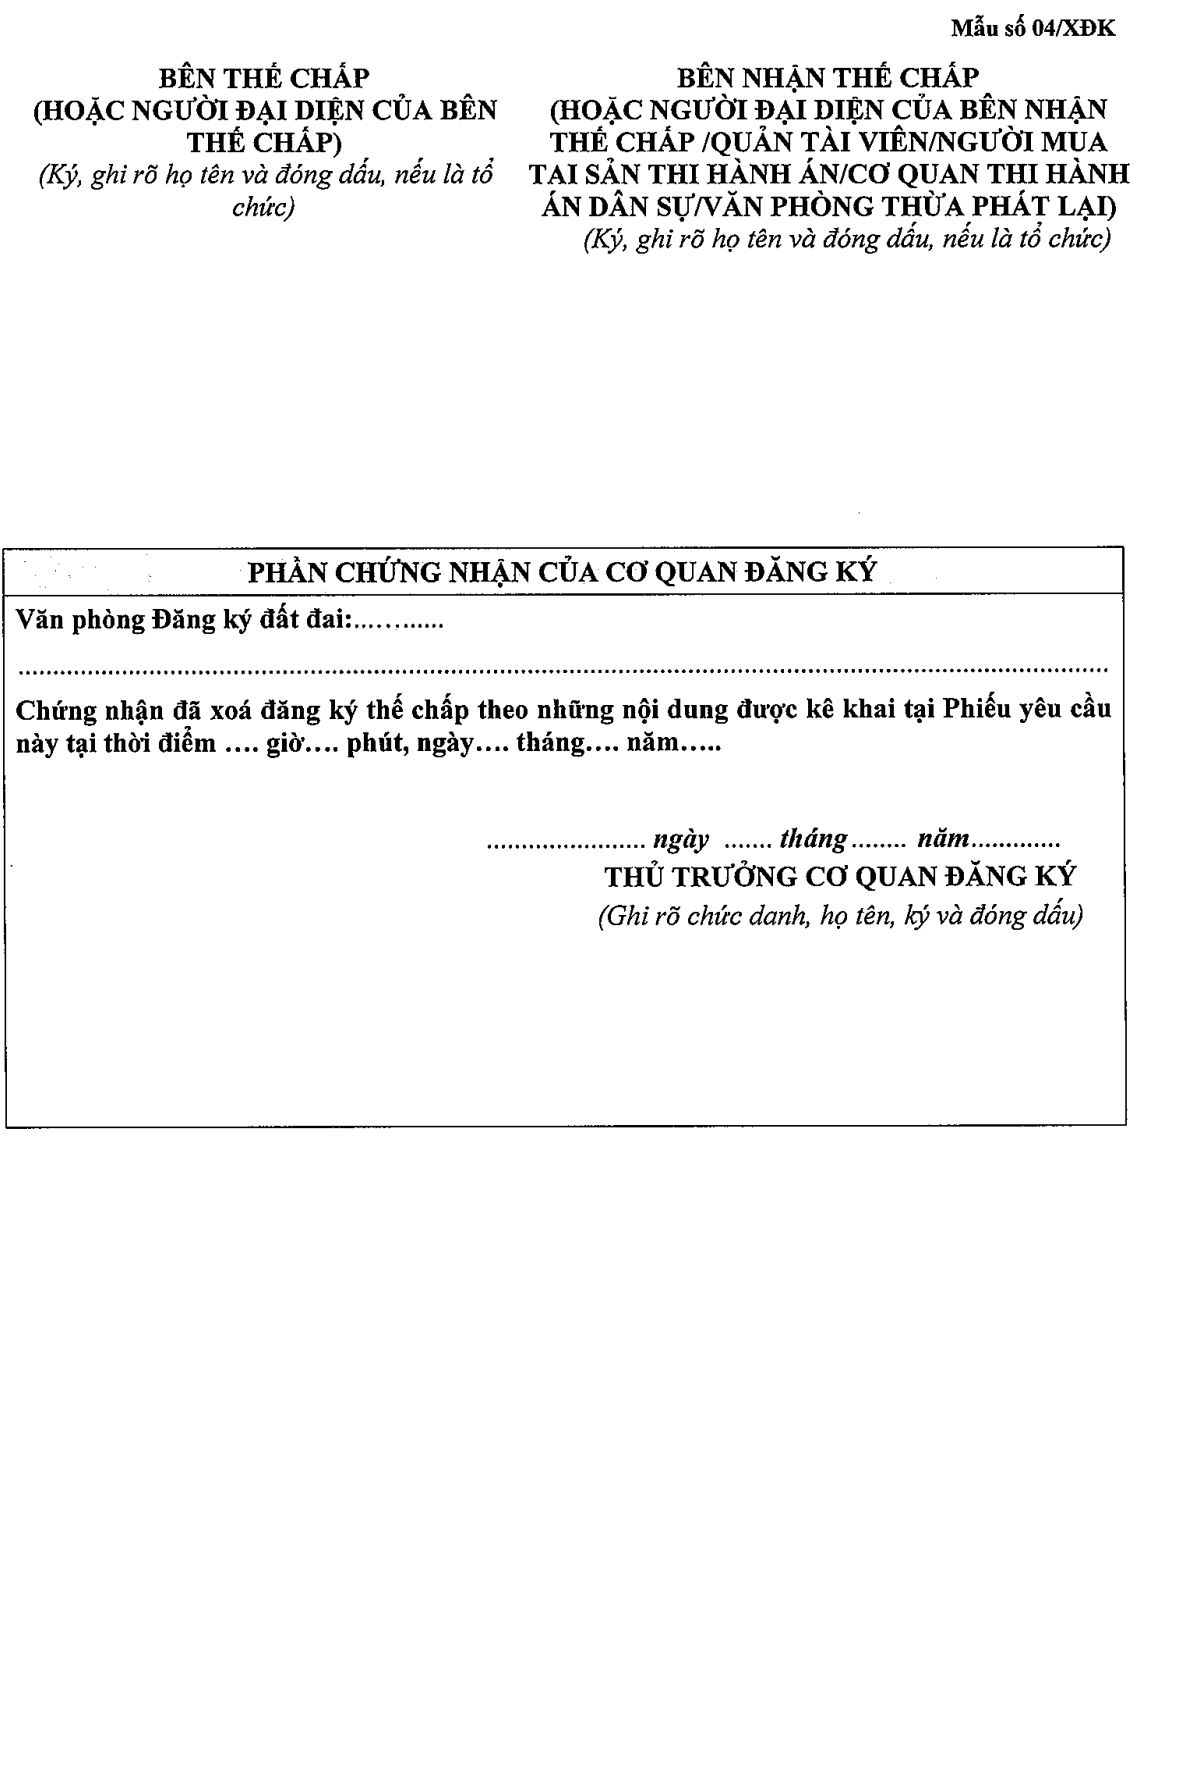 Mẫu số 04/XĐK
BÊN THẾ CHẤP
(HOẶC NGƯỜI ĐẠI DIỆN CỦA BÊN
THẾ CHẤP)
(Ký, ghi rõ họ tên và đóng dấu, nếu là tổ
chức)
BÊN NHẬN THẾ CHẤP
(HOẶC NGƯỜI ĐẠI DIỆN CỦA BÊN NHẬN
THẾ CHẤP /QUẢN TÀI VIÊN/NGƯỜI MUA
TAI SẢN THI HÀNH ÁN/CƠ QUAN THI HÀNH
ÁN DÂN SỰ/VĂN PHÒNG THỪA PHÁT LẠI)
(Ký, ghi rõ họ tên và đóng dấu, nếu là tổ chức)
PHẦN CHỨNG NHẬN CỦA CƠ QUAN ĐĂNG KÝ
Văn phòng Đăng ký đất đai:............
................................................................................
Chứng nhận đã xoá đăng ký thế chấp theo những nội dung được kê khai tại Phiếu yêu cầu
này tại thời điểm .... giờ.... phút, ngày.... tháng.... năm.....
....................... ngày ....... tháng........ năm.............
THỦ TRƯỞNG CƠ QUAN ĐĂNG KÝ
(Ghi rõ chức danh, họ tên, ký và đóng dấu)